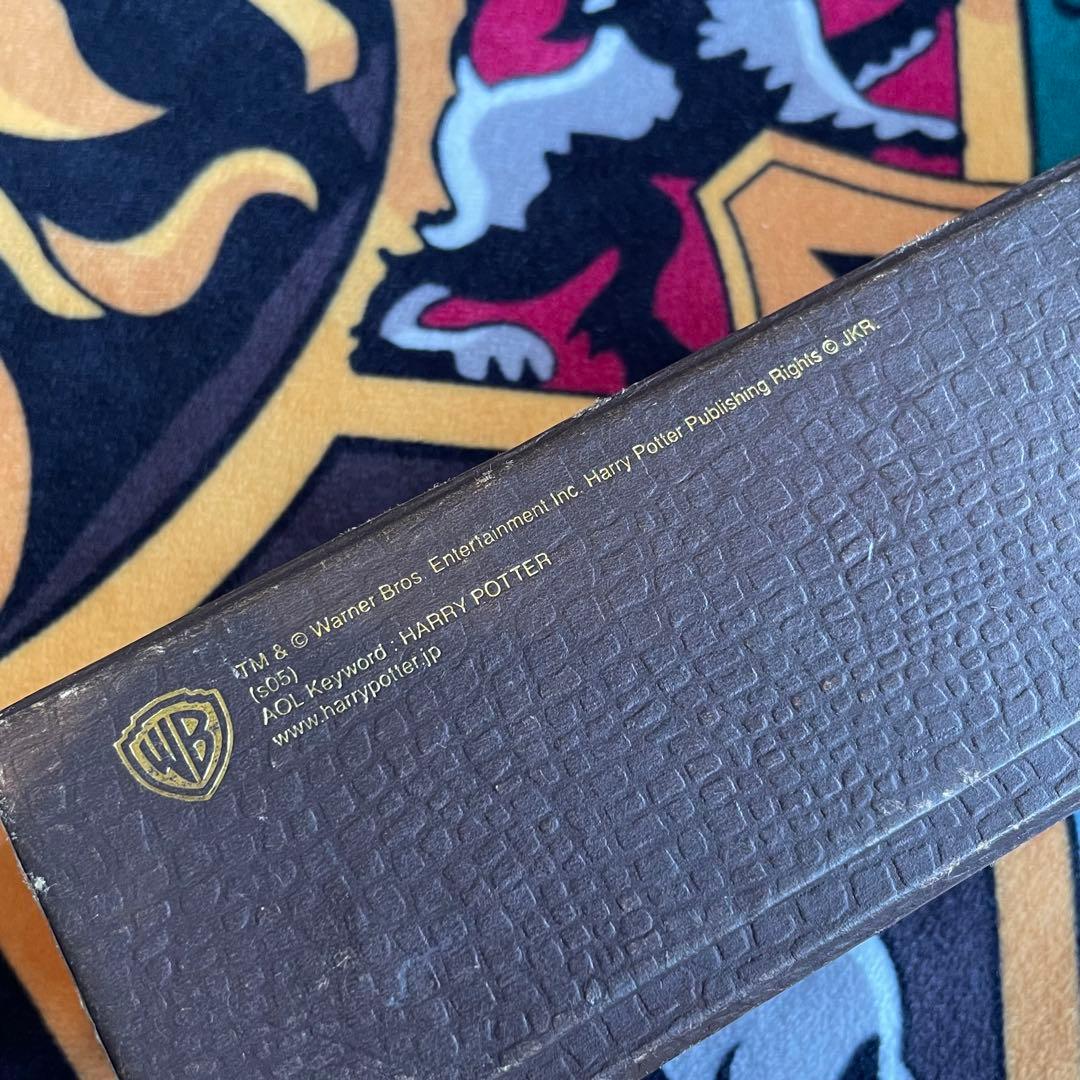 TM & © Warner Bros. Entertainment Inc. Harry Potter Publishing Rights © JKR.
(s05)
AOL Keyword : HARRY POTTER
www.harrypotter.jp
WB